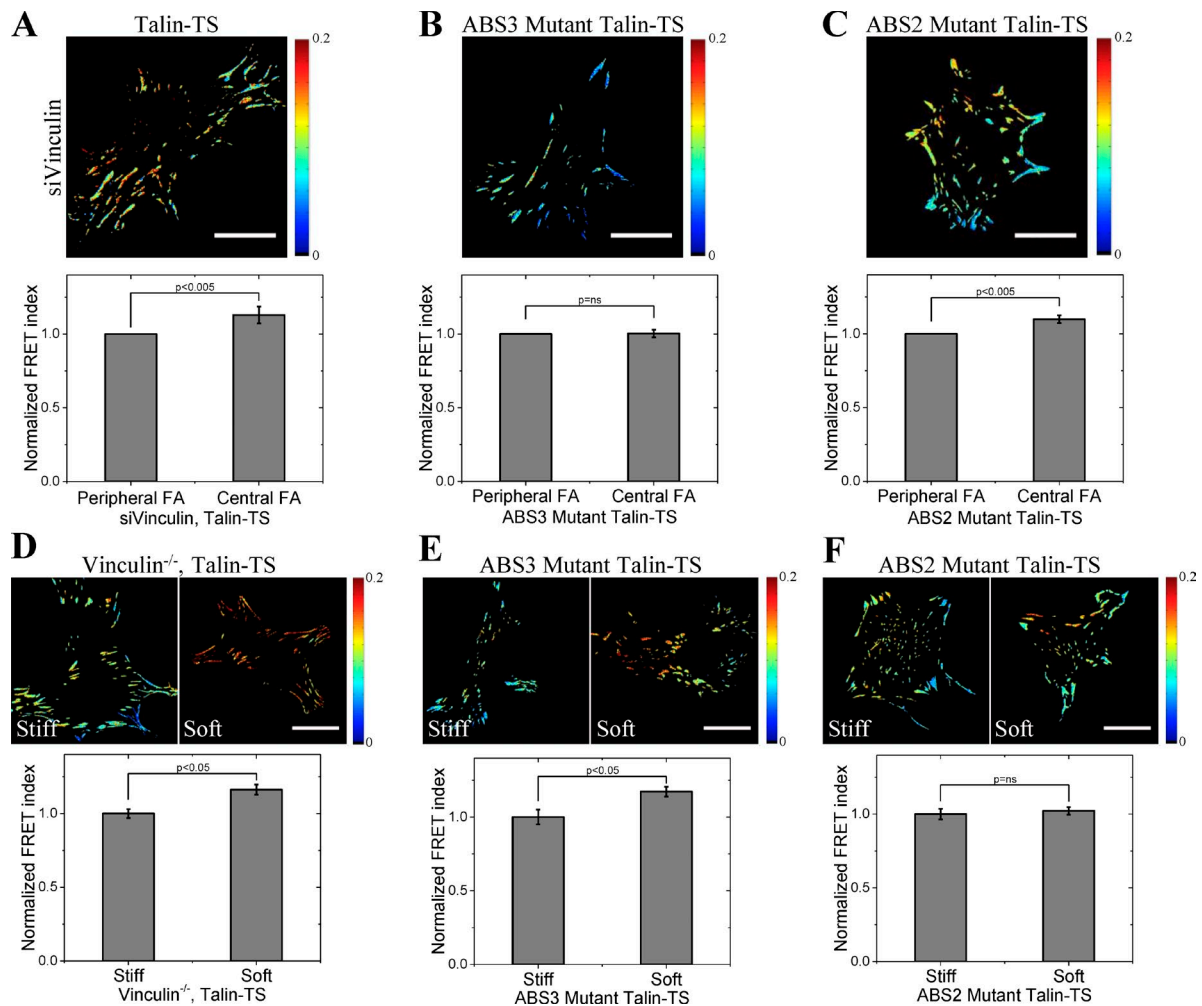 A
Talin-TS
siVinculin
0.2
0
Normalized FRET index
1.0
0.5
0.0
p<0.005
Peripheral FA
Central FA
siVinculin, Talin-TS
B
ABS3 Mutant Talin-TS
0.2
0
Normalized FRET index
1.0
0.5
0.0
p=ns
Peripheral FA
Central FA
ABS3 Mutant Talin-TS
C
ABS2 Mutant Talin-TS
0.2
0
Normalized FRET index
1.0
0.5
0.0
p<0.005
Peripheral FA
Central FA
ABS2 Mutant Talin-TS
D
Vinculin-/-, Talin-TS
Stiff
Soft
0.2
0
Normalized FRET index
1.0
0.5
0.0
p<0.05
Stiff
Soft
Vinculin-/-, Talin-TS
E
ABS3 Mutant Talin-TS
Stiff
Soft
0.2
0
Normalized FRET index
1.0
0.5
0.0
p<0.05
Stiff
Soft
ABS3 Mutant Talin-TS
F
ABS2 Mutant Talin-TS
Stiff
Soft
0.2
0
Normalized FRET index
1.0
0.5
0.0
p=ns
Stiff
Soft
ABS2 Mutant Talin-TS